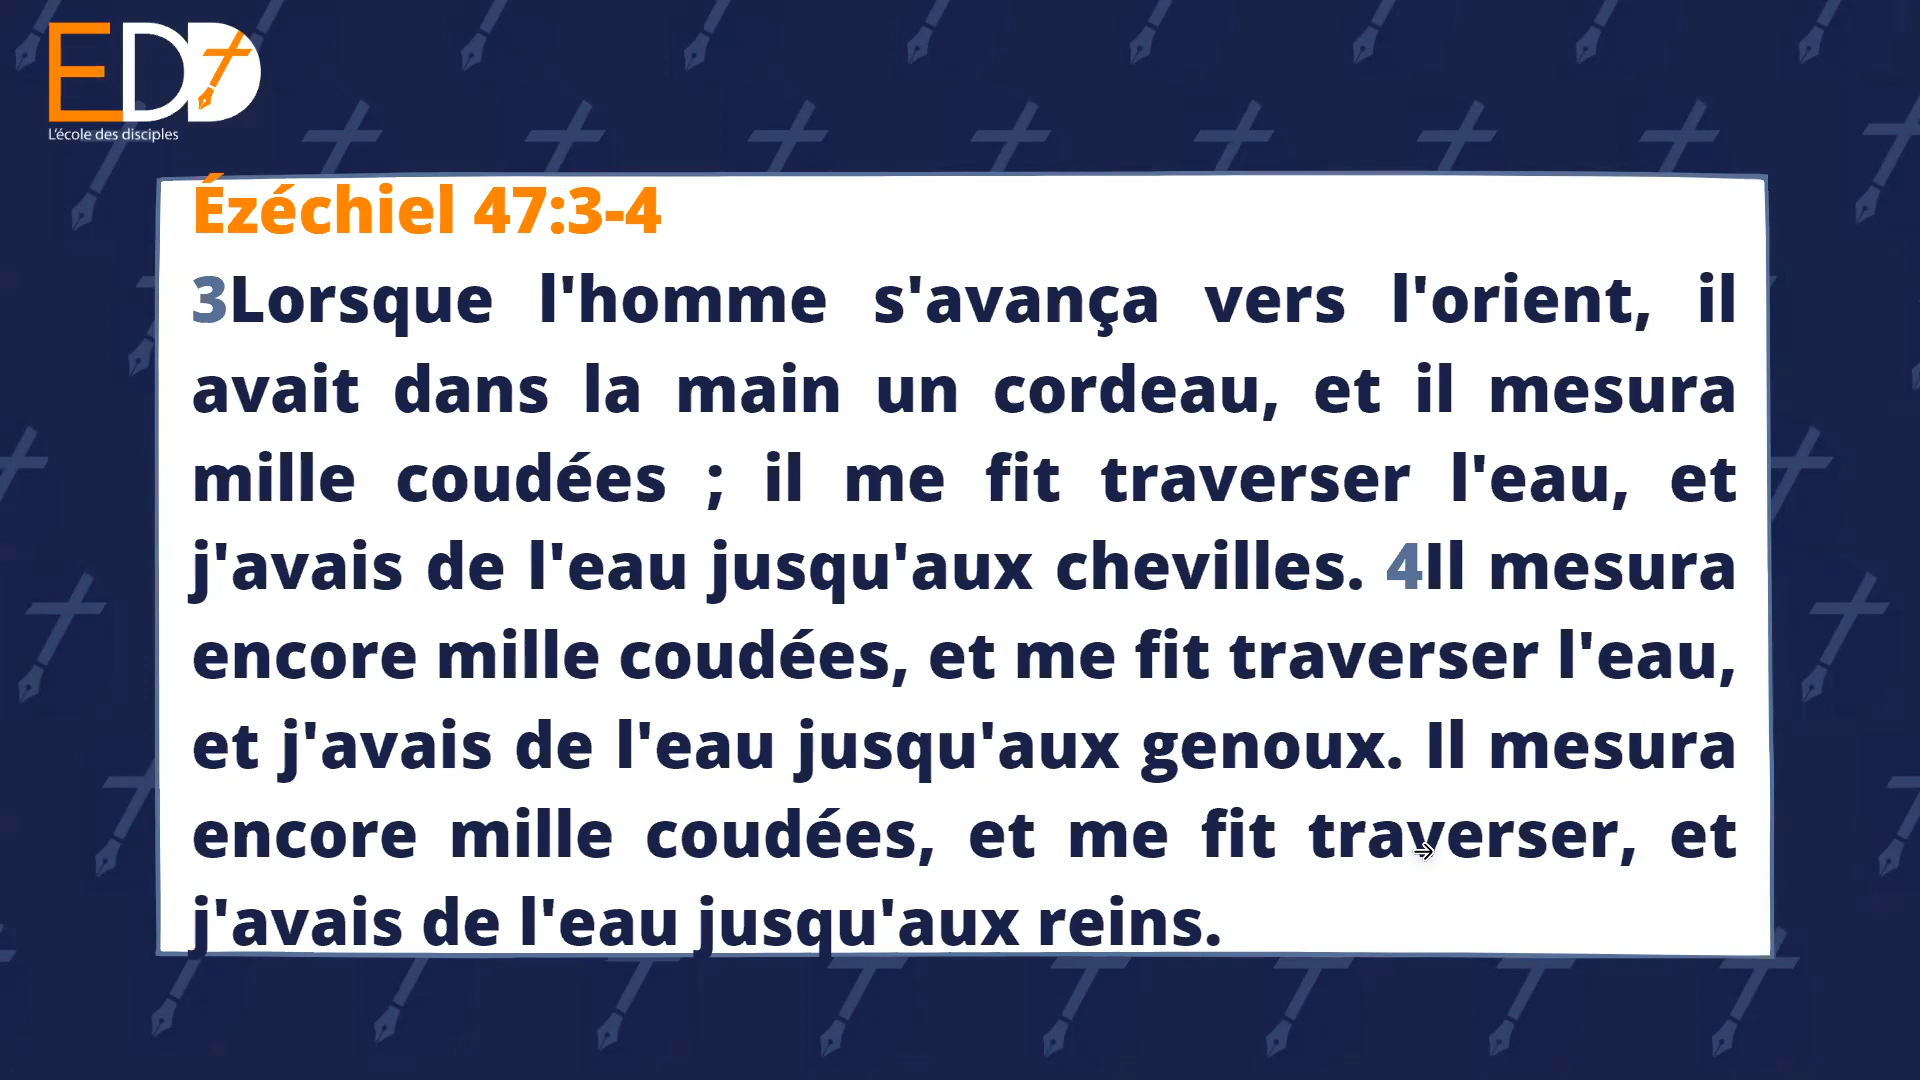 EDD
L'école des disciples
Ézéchiel 47:3-4
3Lorsque l'homme s'avança vers l'orient, il
avait dans la main un cordeau, et il mesura
mille coudées ; il me fit traverser l'eau, et
j'avais de l'eau jusqu'aux chevilles. 4Il mesura
encore mille coudées, et me fit traverser l'eau,
et j'avais de l'eau jusqu'aux genoux. Il mesura
encore mille coudées, et me fit traverser, et
j'avais de l'eau jusqu'aux reins.